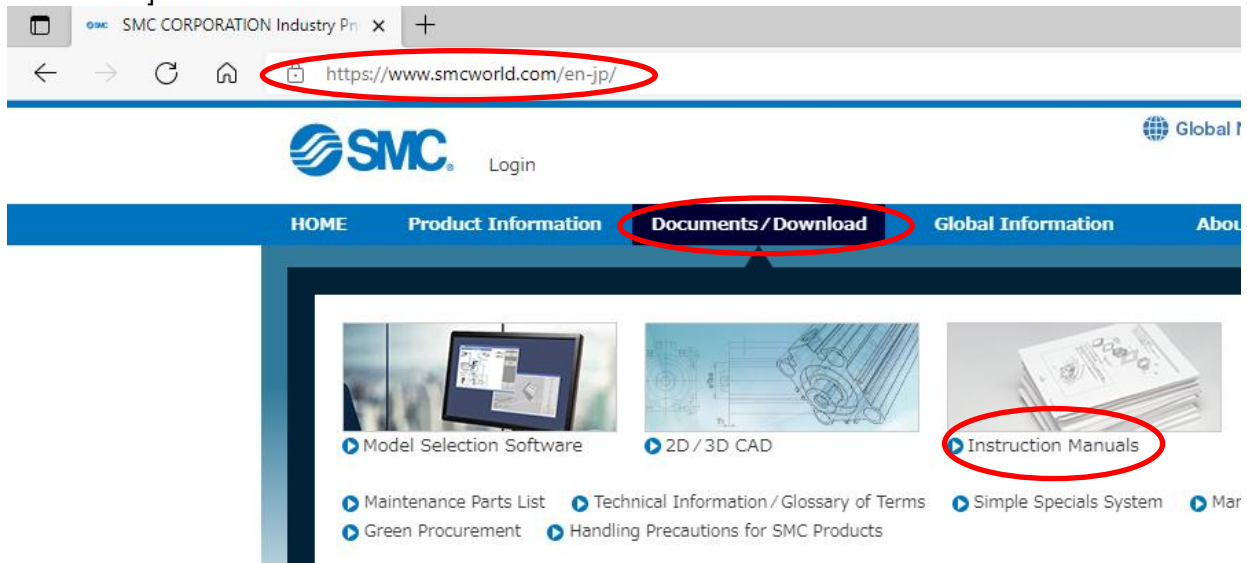 SMC CORPORATION Industry Pr
https://www.smcworld.com/en-jp/
SMC
Login
Global
HOME Product Information Documents/Download Global Information Abou
Model Selection Software 2D/3D CAD Instruction Manuals
Maintenance Parts List Technical Information/Glossary of Terms Simple Specials System Mar
Green Procurement Handling Precautions for SMC Products